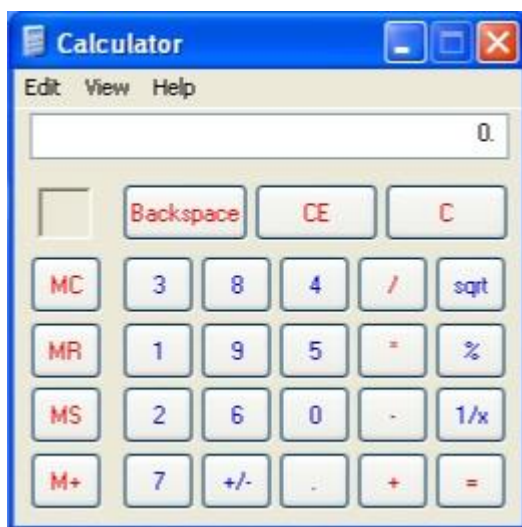 Calculator
Edit View Help
0.
Backspace CE C
MC 3 8 4 / sqrt
MR 1 9 5 * %
MS 2 6 0 - 1/x
M+ 7 +/- . + =